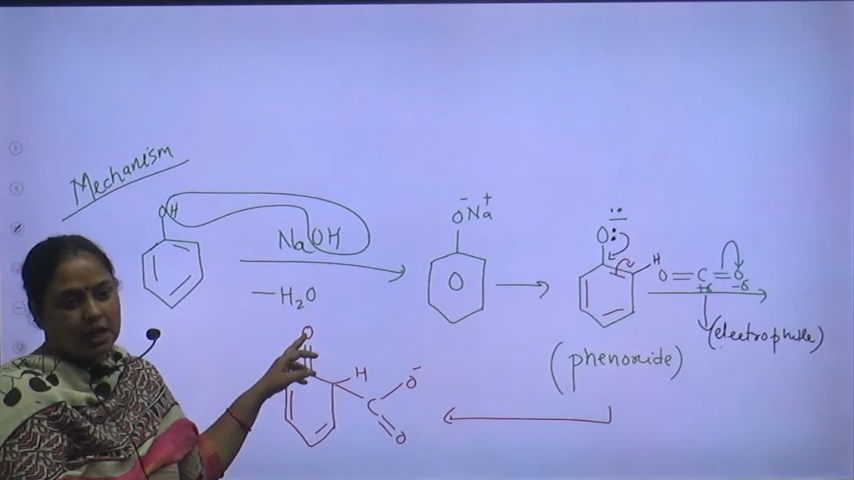 Mechanism
OH
NaOH
-H2O
O- Na+
O
O
H
O=C=O
+δ -δ
(electrophile)
(phenoxide)
O
H
C
O-
O